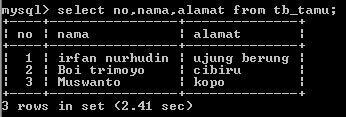 mysql> select no,nama,alamat from tb_tamu;
+----+-----------------+--------------+
| no | nama            | alamat       |
+----+-----------------+--------------+
|  1 | irfan nurhudin  | ujung berung |
|  2 | Boi trimoyo     | cibiru       |
|  3 | Muswanto        | kopo         |
+----+-----------------+--------------+
3 rows in set (2.41 sec)